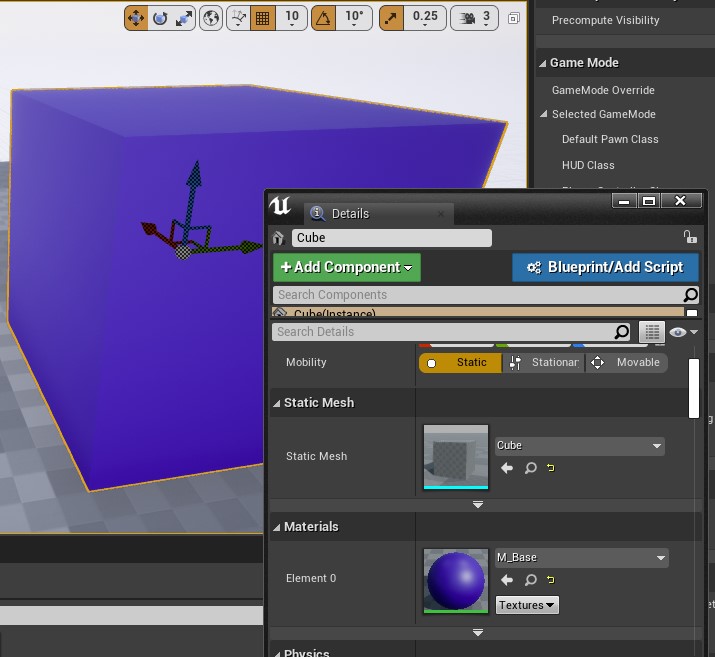 10
10°
0.25
3
Precompute Visibility
Game Mode
GameMode Override
Selected GameMode
Default Pawn Class
HUD Class
Details
Cube
Add Component
Blueprint/Add Script
Search Components
Cube(Instance)
Search Details
Mobility
Static
Stationar
Movable
Static Mesh
Static Mesh
Cube
Materials
Element 0
M_Base
Textures
Physics